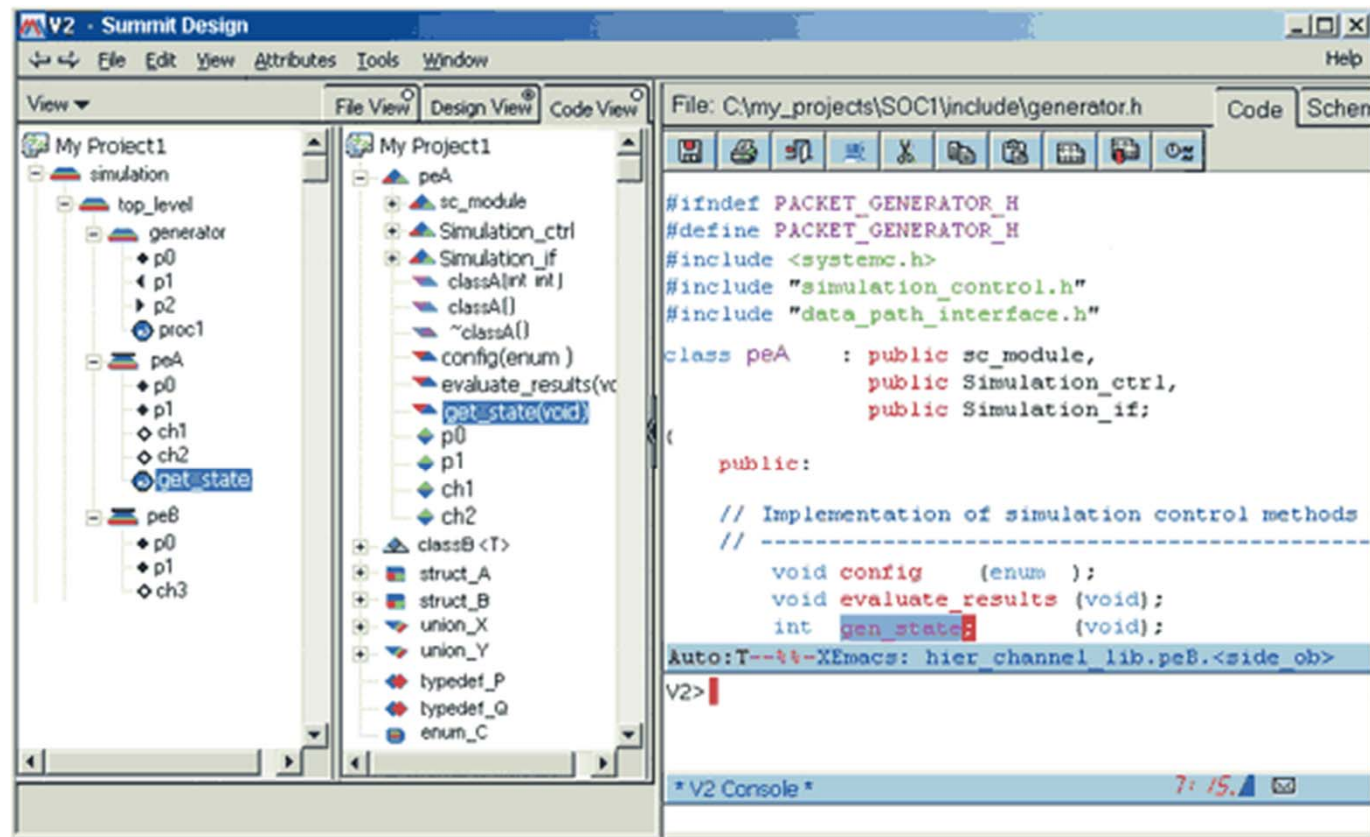 V2 - Summit Design
File Edit View Attributes Tools Window Help
View
File View Design View Code View
My Project1
simulation
top_level
generator
p0
p1
p2
proc1
peA
p0
p1
ch1
ch2
get_state
peB
p0
p1
ch3
My Project1
peA
sc_module
Simulation_ctrl
Simulation_if
classA(int int)
classA()
~classA()
config(enum )
evaluate_results(vo
get_state(void)
p0
p1
ch1
ch2
classB <T>
struct_A
struct_B
union_X
union_Y
typedef_P
typedef_Q
enum_C
File: C:\my_projects\SOC1\include\generator.h Code Schem
#ifndef PACKET_GENERATOR_H
#define PACKET_GENERATOR_H
#include <systemc.h>
#include "simulation_control.h"
#include "data_path_interface.h"
class peA : public sc_module,
public Simulation_ctrl,
public Simulation_if;
{
public:
// Implementation of simulation control methods
// ---------------------------------------------
void config (enum );
void evaluate_results (void);
int gen_state; (void);
Auto:T--%%-XEmacs: hier_channel_lib.peB.<side_ob>
V2>
* V2 Console * 7:15.